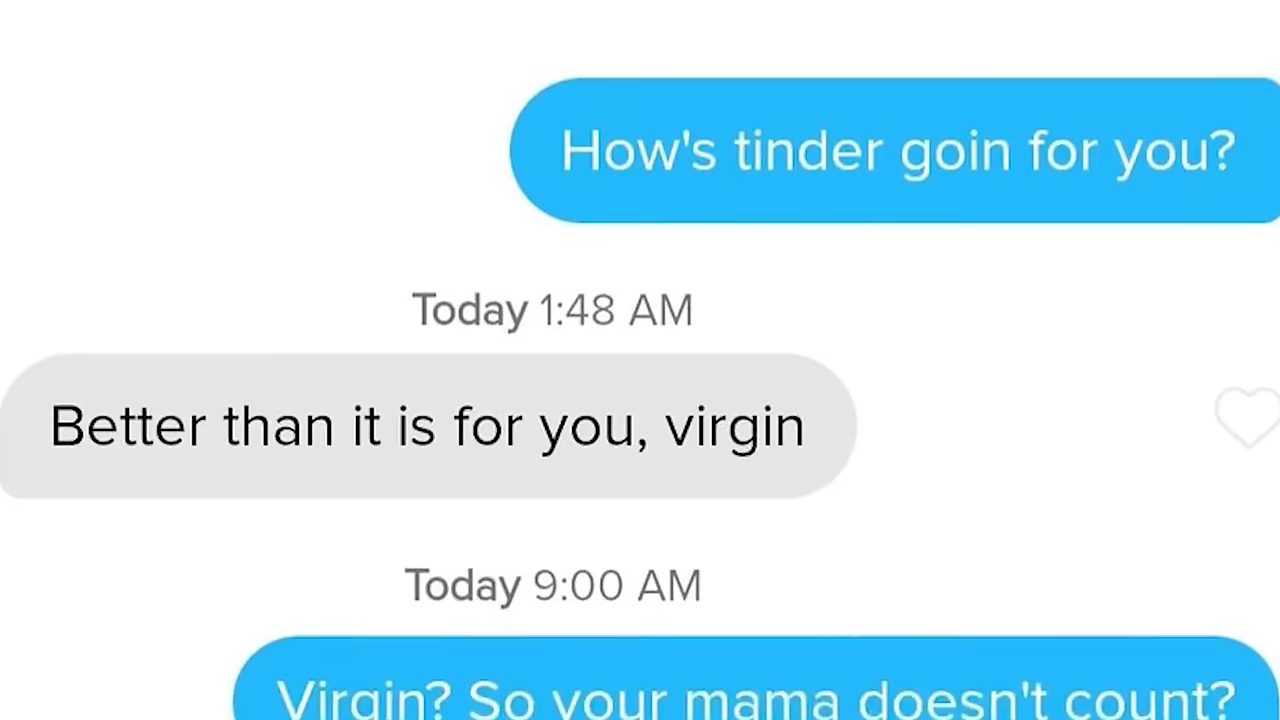 How's tinder goin for you?
Today 1:48 AM
Better than it is for you, virgin
Today 9:00 AM
Virgin? So your mama doesn't count?